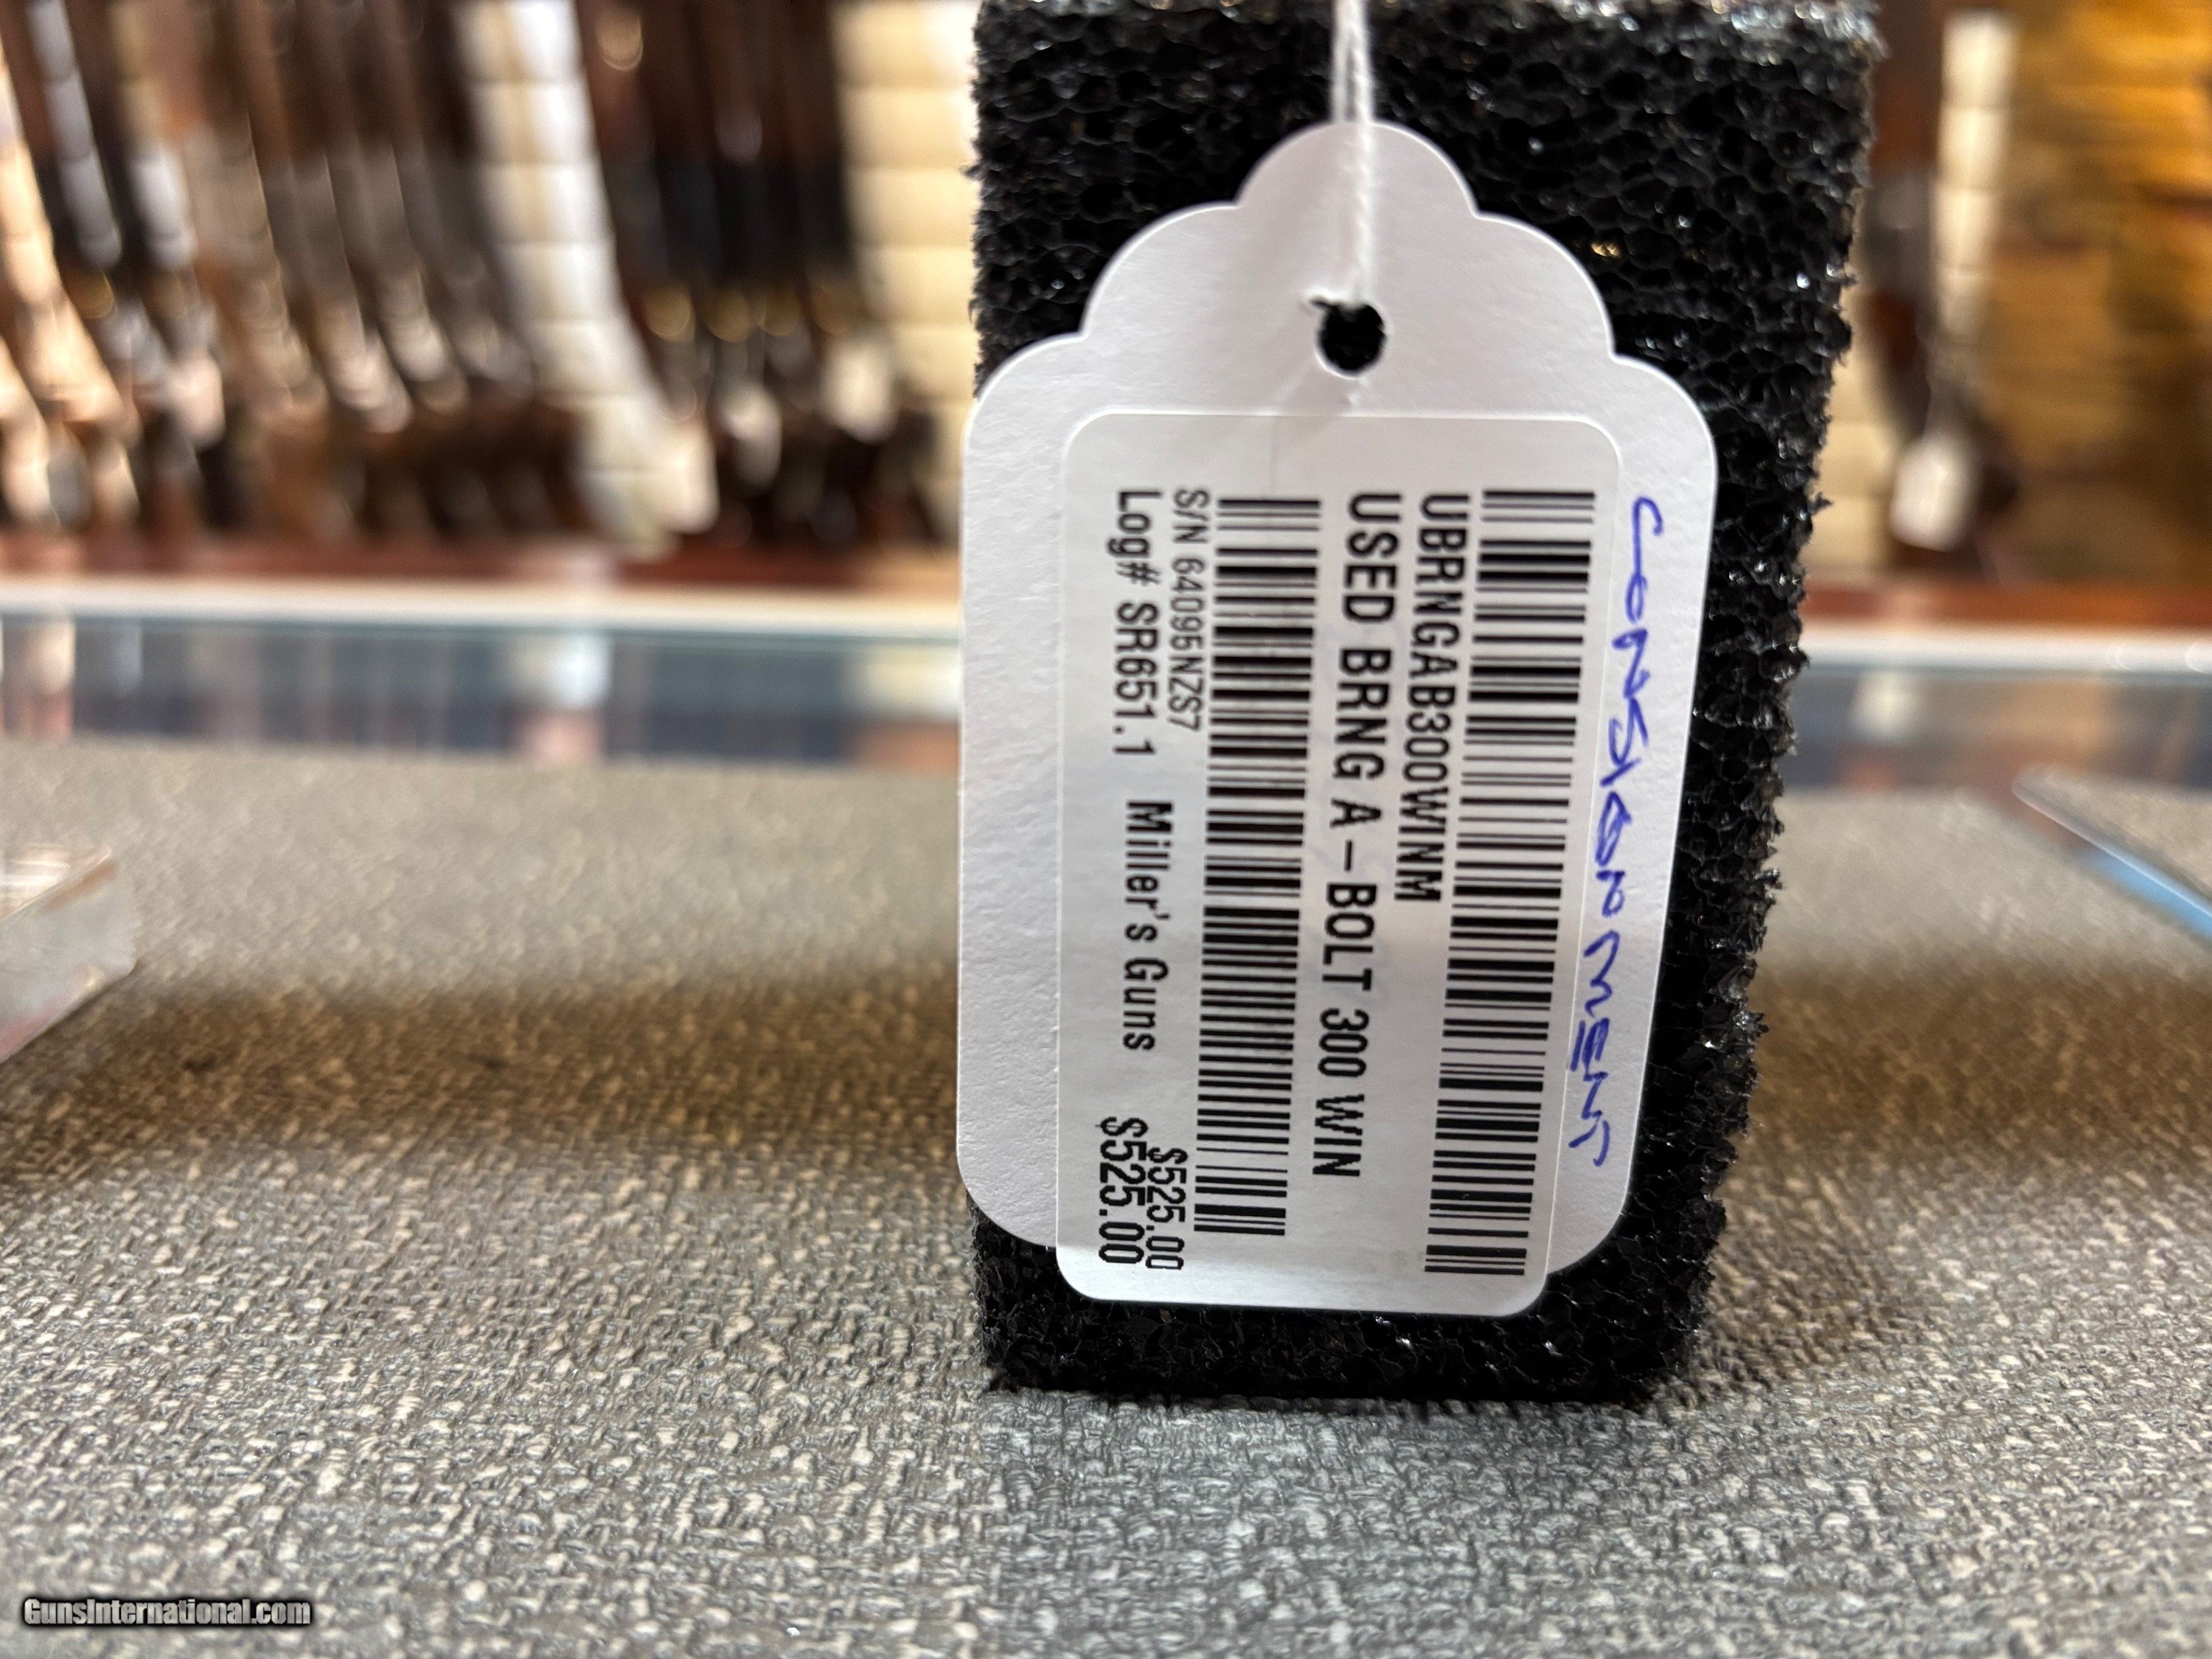 CONSIGNMENT
UBRNGAB300WINM
USED BRNG A-BOLT 300 WIN
S/N 64095NZS7 $525.00
Log# SR651.1 Miller's Guns $525.00
GunsInternational.com